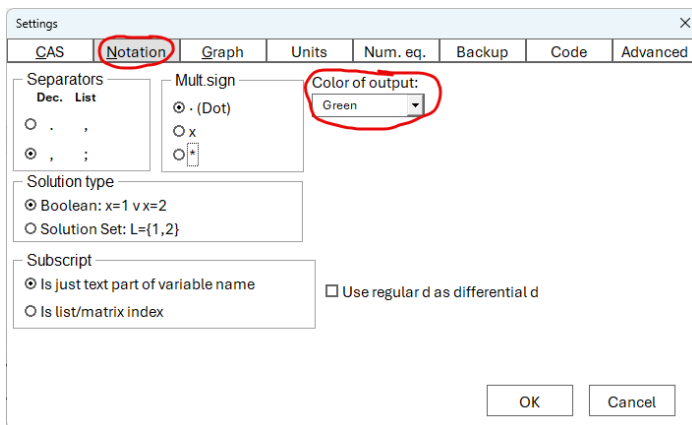 Settings
CAS Notation Graph Units Num. eq. Backup Code Advanced
Separators
Dec. List
. ,
, ;
Mult.sign
· (Dot)
x
*
Color of output:
Green
Solution type
Boolean: x=1 v x=2
Solution Set: L={1,2}
Subscript
Is just text part of variable name
Is list/matrix index
Use regular d as differential d
OK Cancel